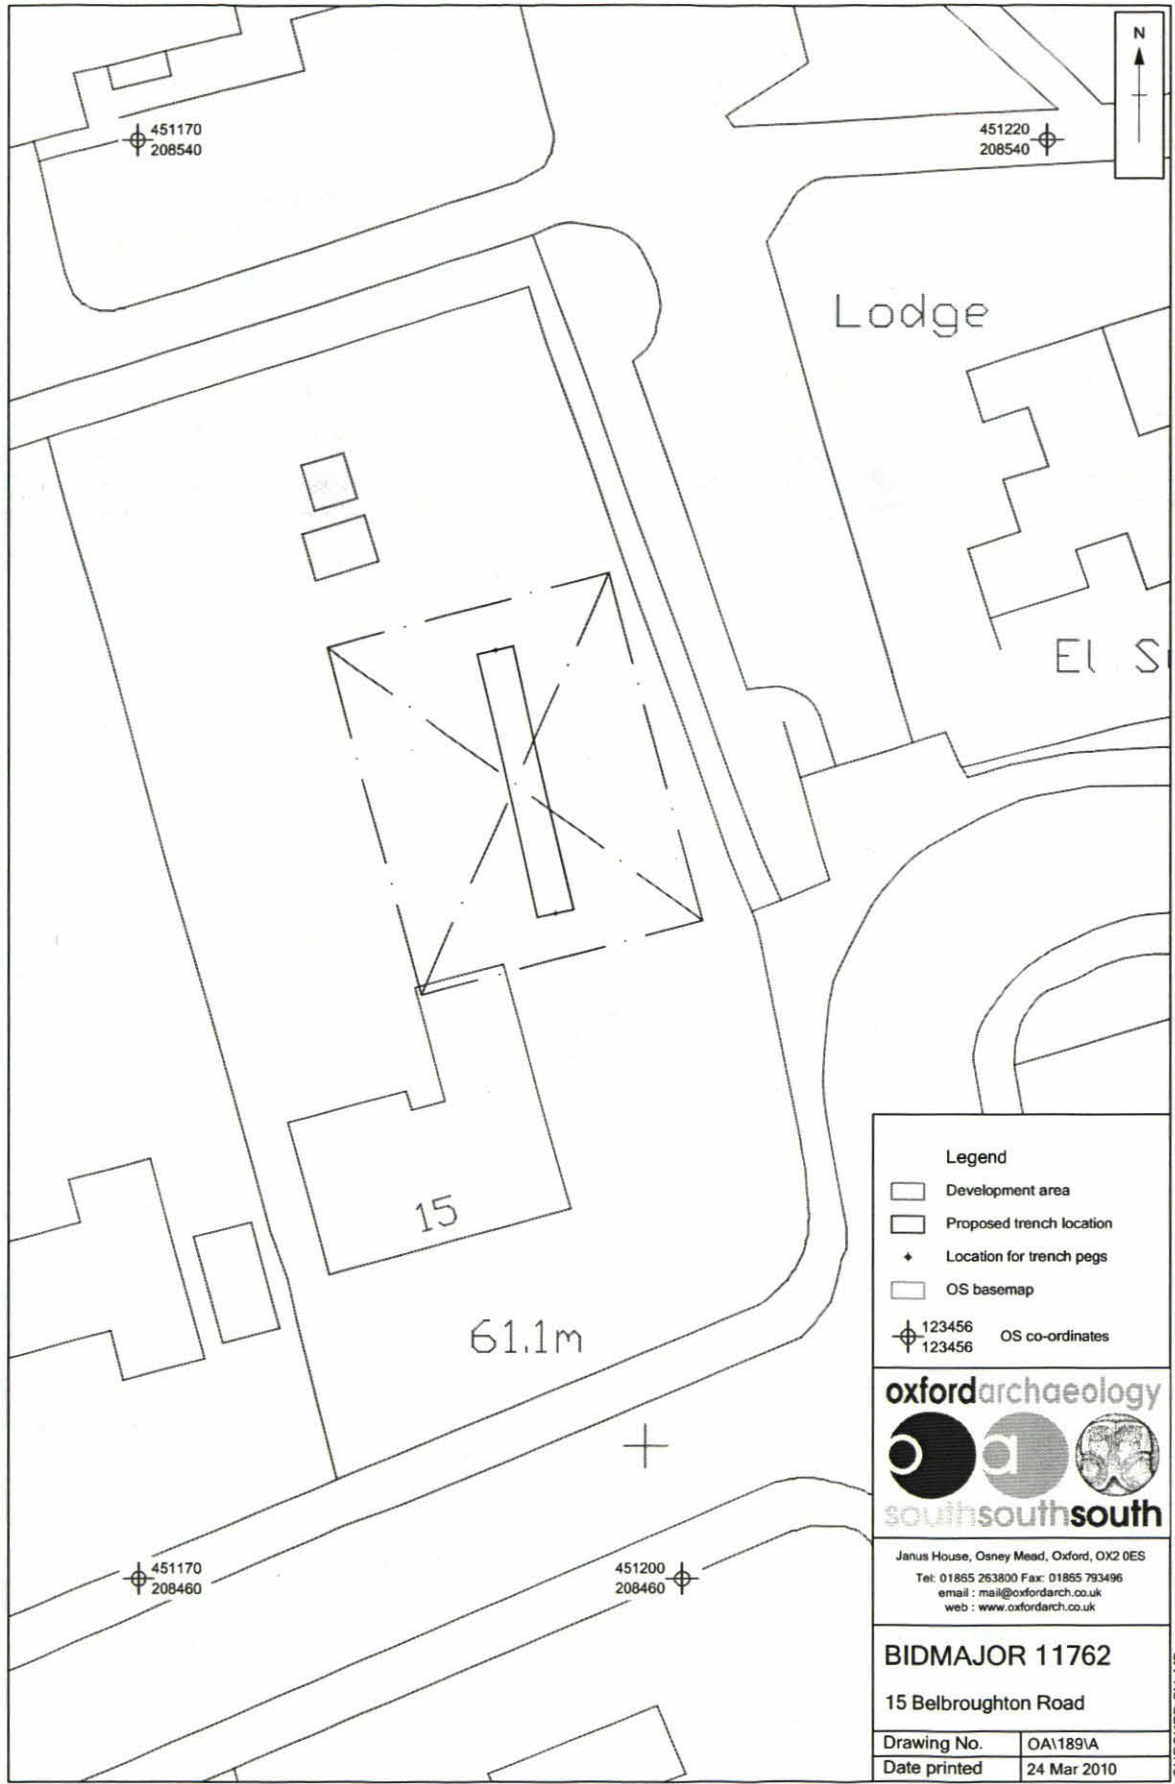 N
451170
208540
451220
208540
Lodge
El S
15
61.1m
451170
208460
451200
208460
Legend
Development area
Proposed trench location
Location for trench pegs
OS basemap
123456
123456
OS co-ordinates
oxfordarchaeology
southsouthsouth
Janus House, Osney Mead, Oxford, OX2 0ES
Tel: 01865 263800 Fax: 01865 793496
email : mail@oxfordarch.co.uk
web : www.oxfordarch.co.uk
BIDMAJOR 11762
15 Belbroughton Road
Drawing No. OA\189\A
Date printed 24 Mar 2010